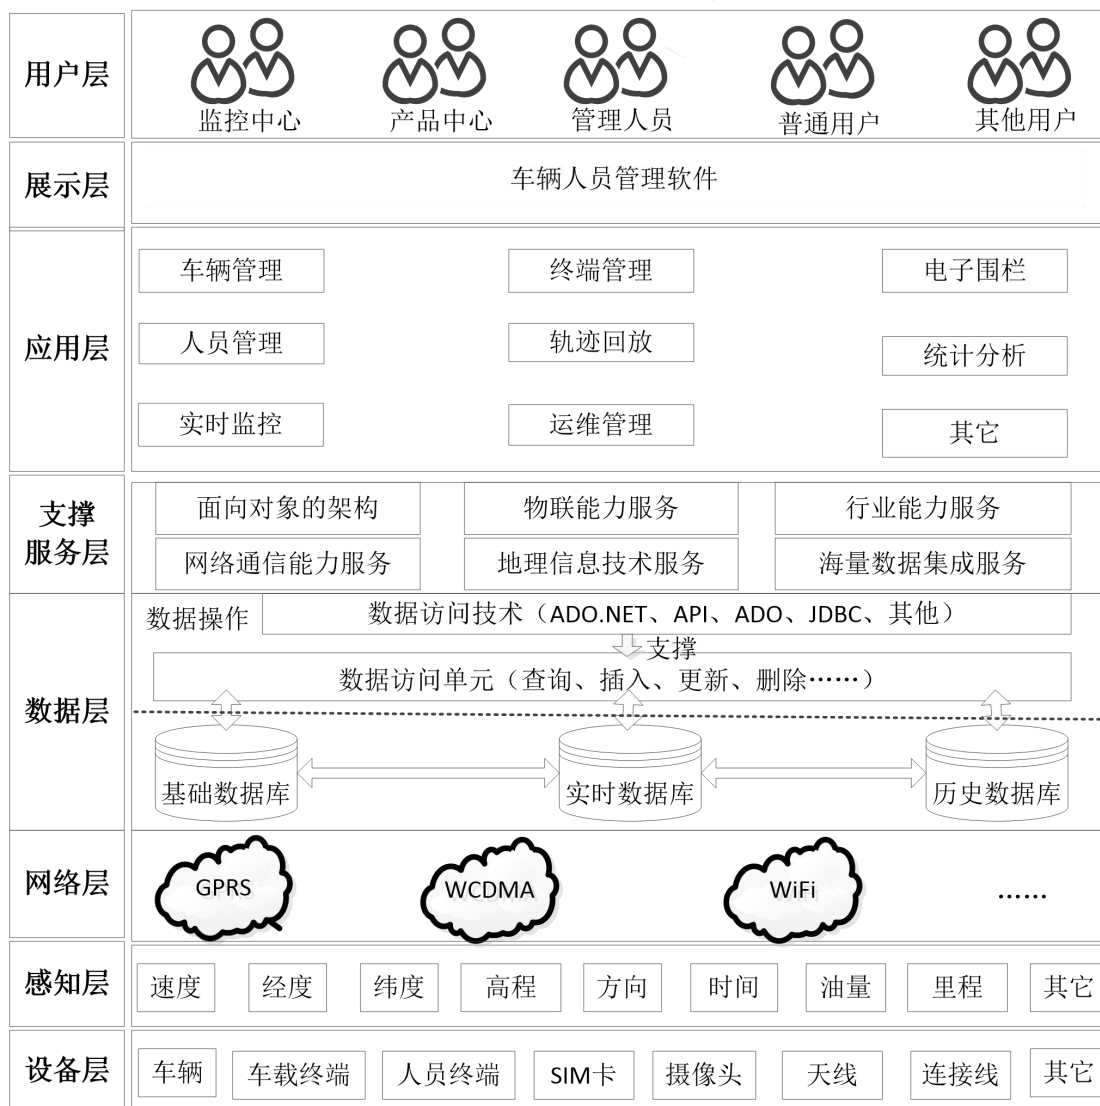 用户层
监控中心
产品中心
管理人员
普通用户
其他用户
展示层
车辆人员管理软件
应用层
车辆管理
终端管理
电子围栏
人员管理
轨迹回放
统计分析
实时监控
运维管理
其它
支撑
服务层
面向对象的架构
物联能力服务
行业能力服务
网络通信能力服务
地理信息技术服务
海量数据集成服务
数据层
数据操作
数据访问技术（ADO.NET、API、ADO、JDBC、其他）
支撑
数据访问单元（查询、插入、更新、删除……）
基础数据库
实时数据库
历史数据库
网络层
GPRS
WCDMA
WiFi
……
感知层
速度
经度
纬度
高程
方向
时间
油量
里程
其它
设备层
车辆
车载终端
人员终端
SIM卡
摄像头
天线
连接线
其它